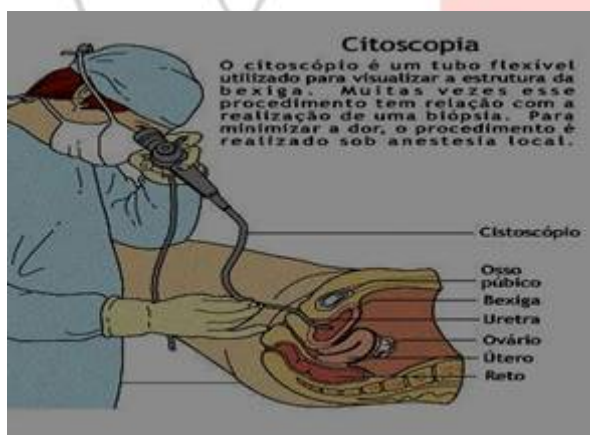 Citoscopia
O citoscópio é um tubo flexível
utilizado para visualizar a estrutura da
bexiga. Muitas vezes esse
procedimento tem relação com a
realização de uma biópsia. Para
minimizar a dor, o procedimento é
realizado sob anestesia local.
Cistoscópio
Osso
púbico
Bexiga
Uretra
Ovário
Útero
Reto